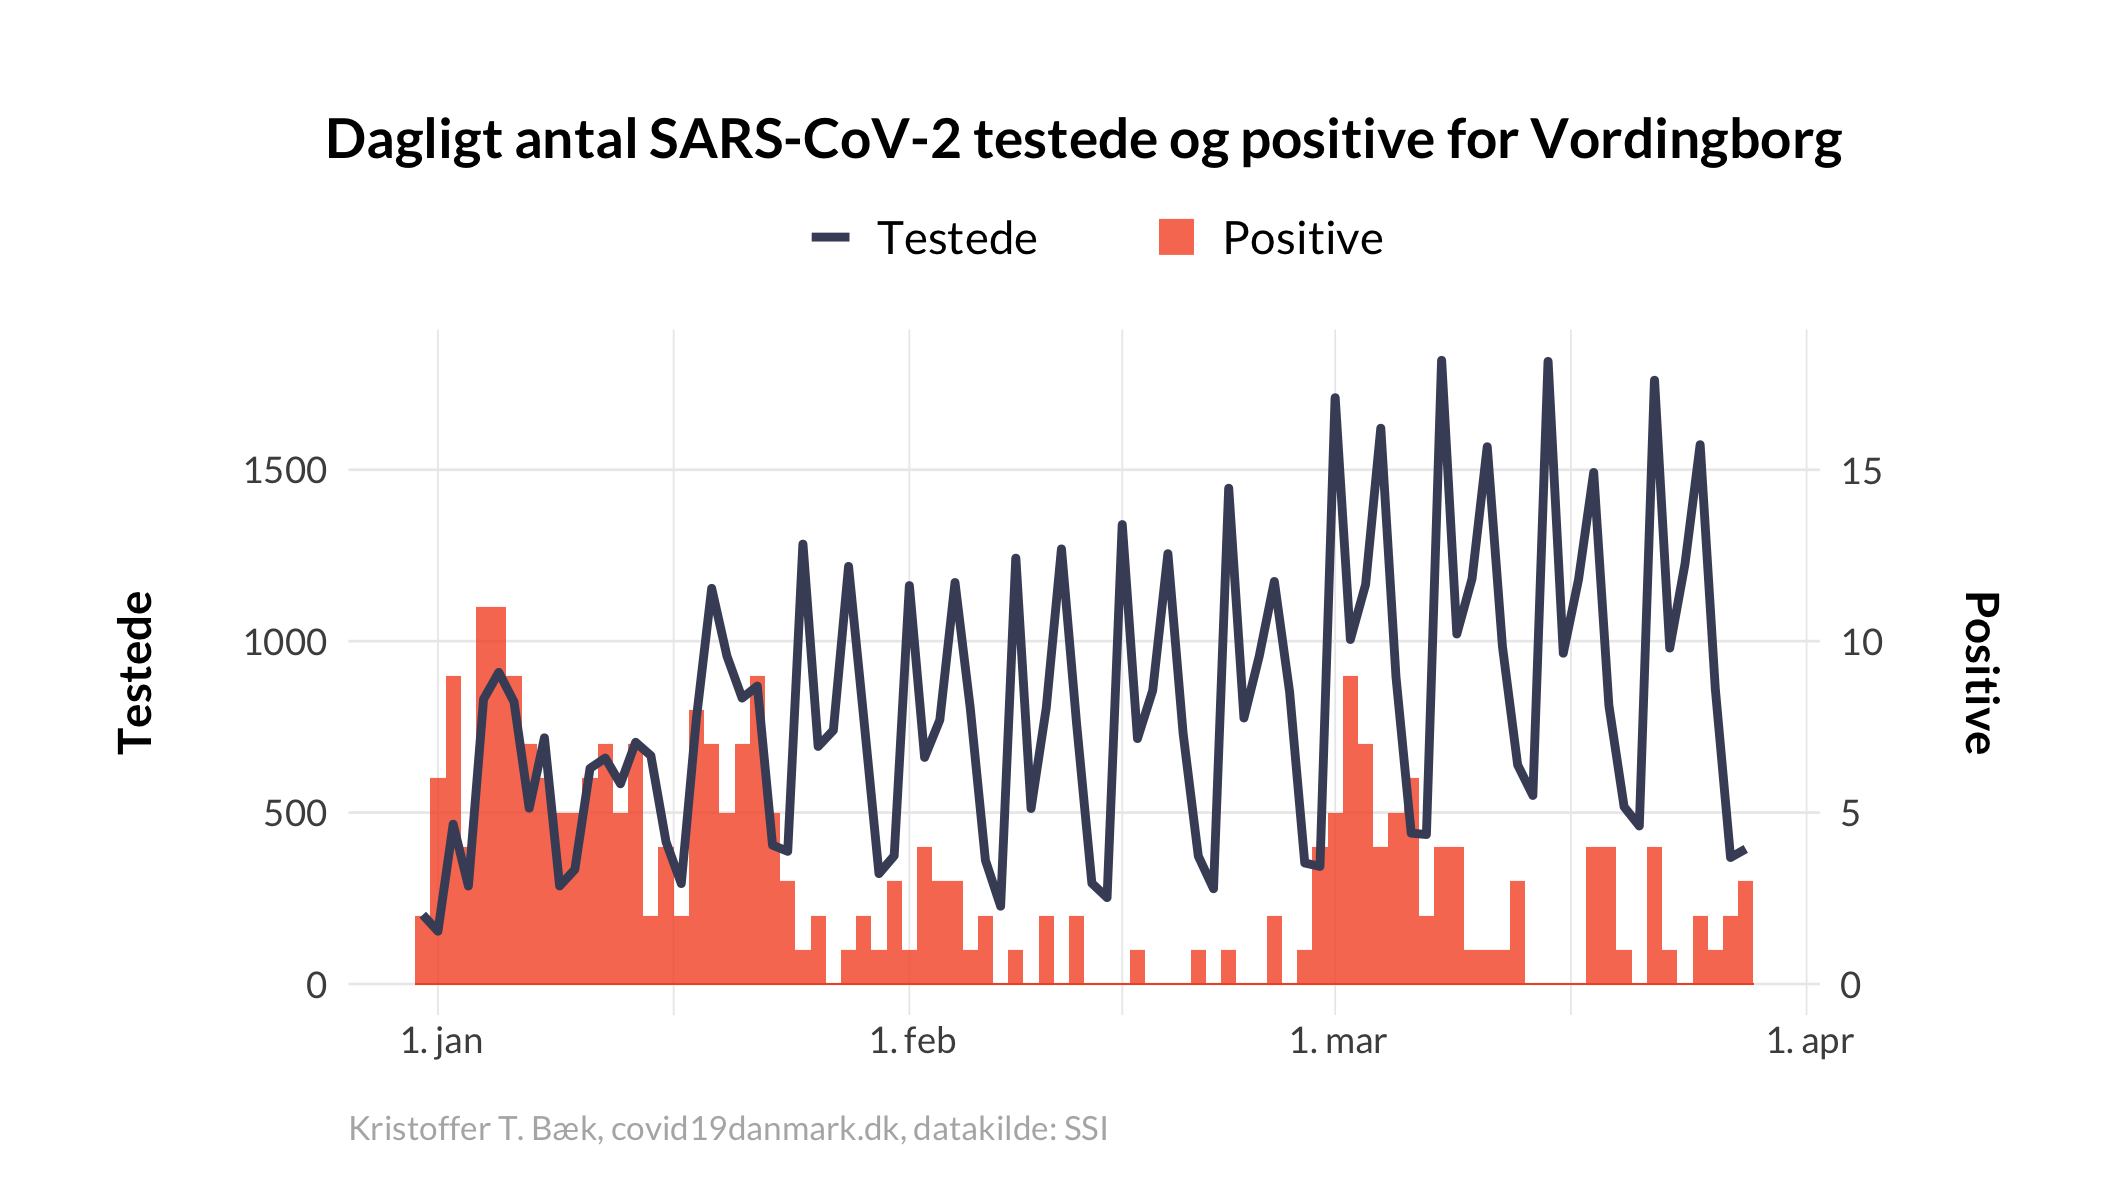 Dagligt antal SARS-CoV-2 testede og positive for Vordingborg
Testede Positive
1500 15
1000 10
500 5
0 0
Testede
Positive
1. jan 1. feb 1. mar 1. apr
Kristoffer T. Bæk, covid19danmark.dk, datakilde: SSI